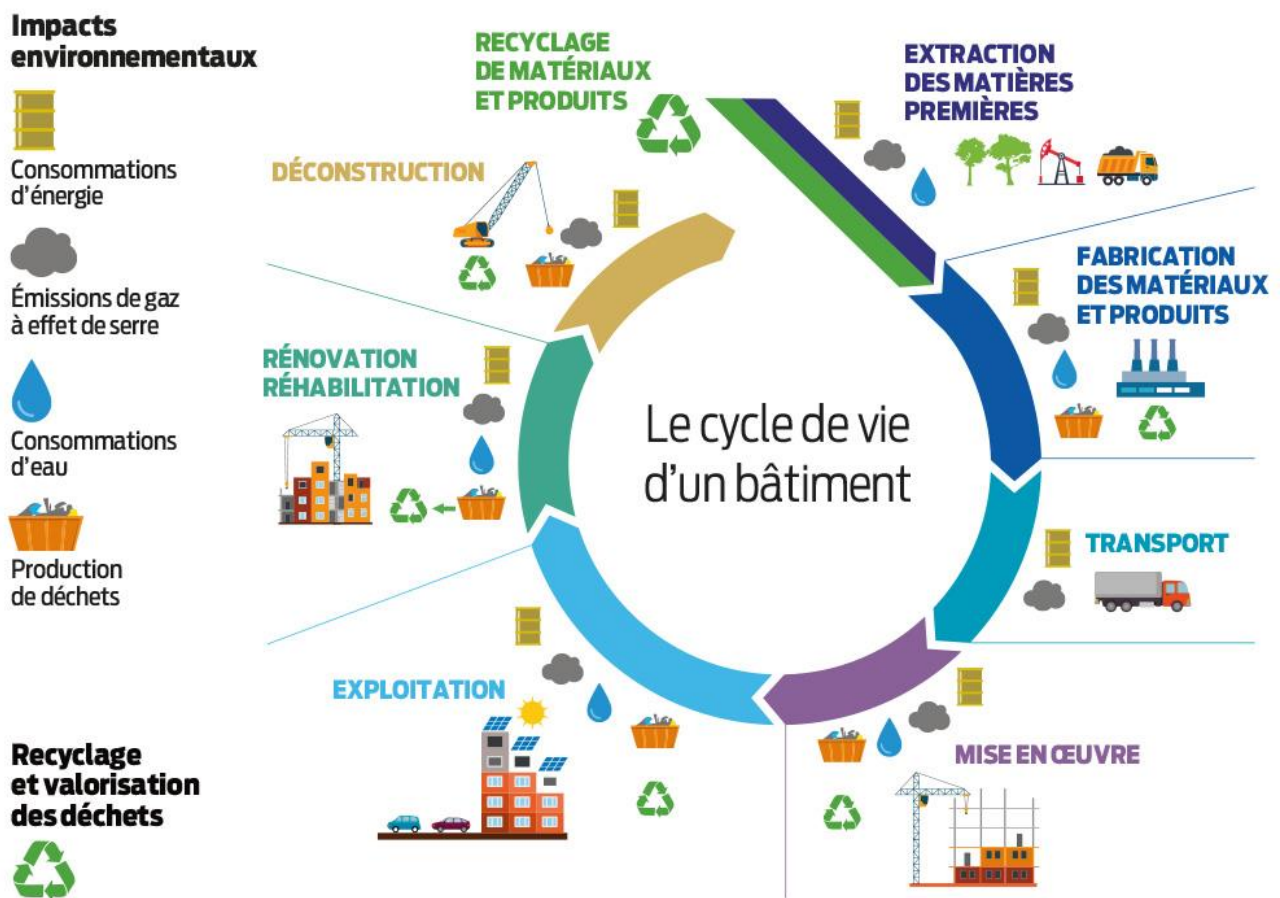 Impacts
environnementaux
Consommations
d'énergie
Émissions de gaz
à effet de serre
Consommations
d'eau
Production
de déchets
Recyclage
et valorisation
des déchets
RECYCLAGE
DE MATÉRIAUX
ET PRODUITS
EXTRACTION
DES MATIÈRES
PREMIÈRES
FABRICATION
DES MATÉRIAUX
ET PRODUITS
TRANSPORT
MISE EN ŒUVRE
EXPLOITATION
RÉNOVATION
RÉHABILITATION
DÉCONSTRUCTION
Le cycle de vie
d'un bâtiment